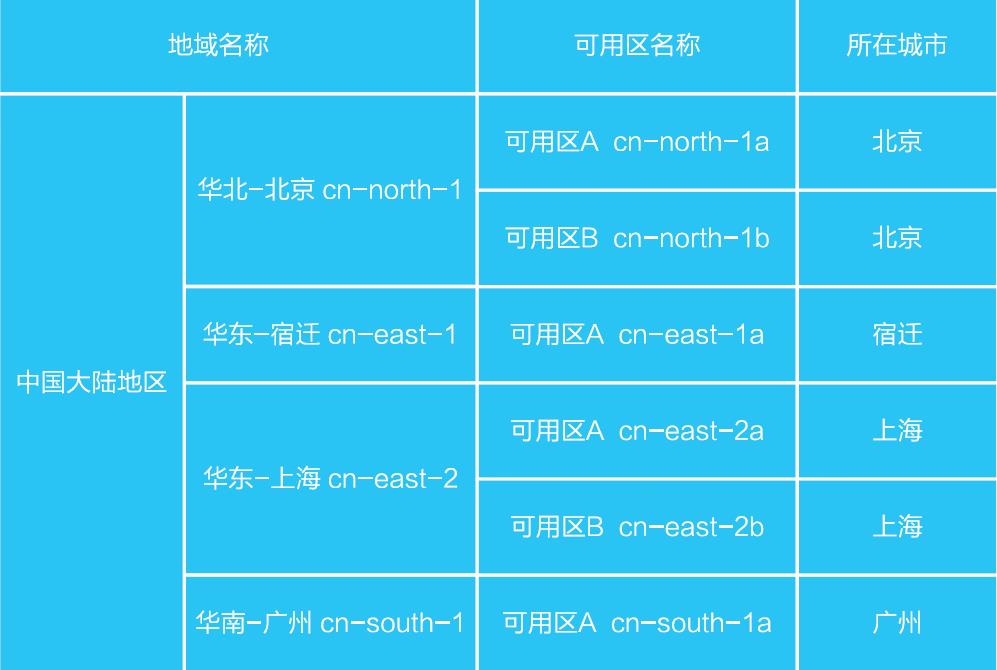 地域名称 可用区名称 所在城市
可用区A cn-north-1a 北京
华北-北京 cn-north-1
可用区B cn-north-1b 北京
华东-宿迁 cn-east-1 可用区A cn-east-1a 宿迁
中国大陆地区
可用区A cn-east-2a 上海
华东-上海 cn-east-2
可用区B cn-east-2b 上海
华南-广州 cn-south-1 可用区A cn-south-1a 广州